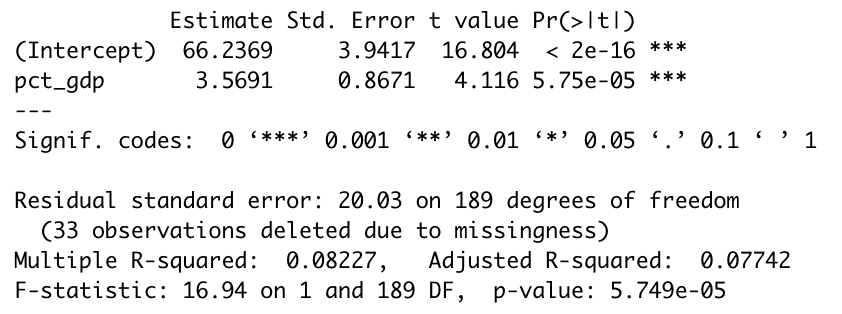 Estimate Std. Error t value Pr(>|t|)
(Intercept) 66.2369 3.9417 16.804 < 2e-16 ***
pct_gdp 3.5691 0.8671 4.116 5.75e-05 ***
---
Signif. codes: 0 ‘***’ 0.001 ‘**’ 0.01 ‘*’ 0.05 ‘.’ 0.1 ‘ ’ 1
Residual standard error: 20.03 on 189 degrees of freedom
(33 observations deleted due to missingness)
Multiple R-squared: 0.08227, Adjusted R-squared: 0.07742
F-statistic: 16.94 on 1 and 189 DF, p-value: 5.749e-05